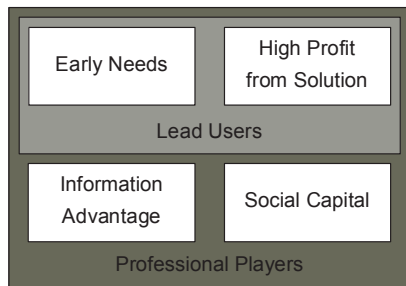 Early Needs
High Profit
from Solution
Lead Users
Information
Advantage
Social Capital
Professional Players